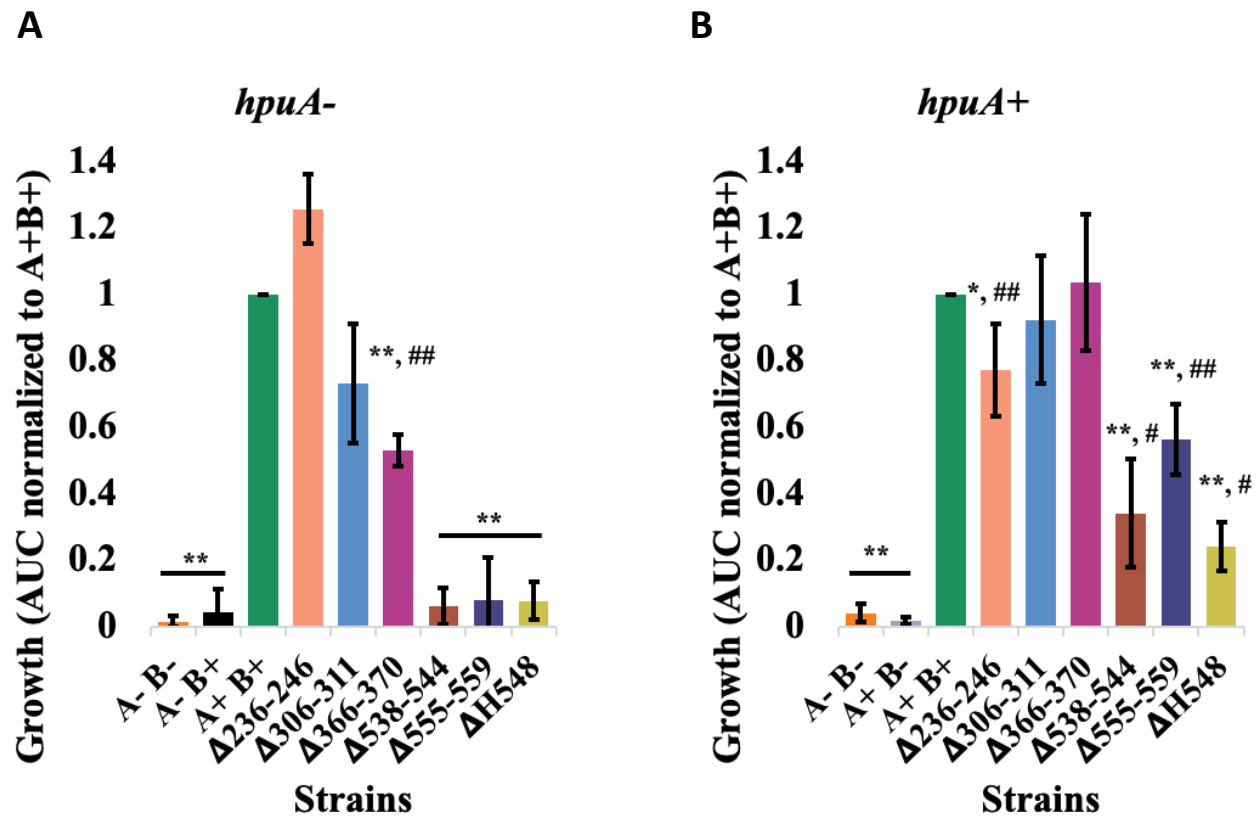 A
hpuA-
Growth (AUC normalized to A+B+)
1.4
1.2
1
0.8
0.6
0.4
0.2
0
**
**, ##
**
A- B-
A- B+
A+ B+
Δ236-246
Δ306-311
Δ366-370
Δ538-544
Δ555-559
ΔH548
Strains
B
hpuA+
Growth (AUC normalized to A+B+)
1.4
1.2
1
0.8
0.6
0.4
0.2
0
**
*, ##
**, #
**, ##
**, #
A- B-
A+ B-
A+ B+
Δ236-246
Δ306-311
Δ366-370
Δ538-544
Δ555-559
ΔH548
Strains